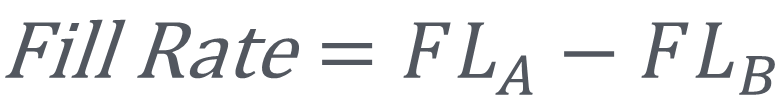 Fill Rate = FL_A − FL_B